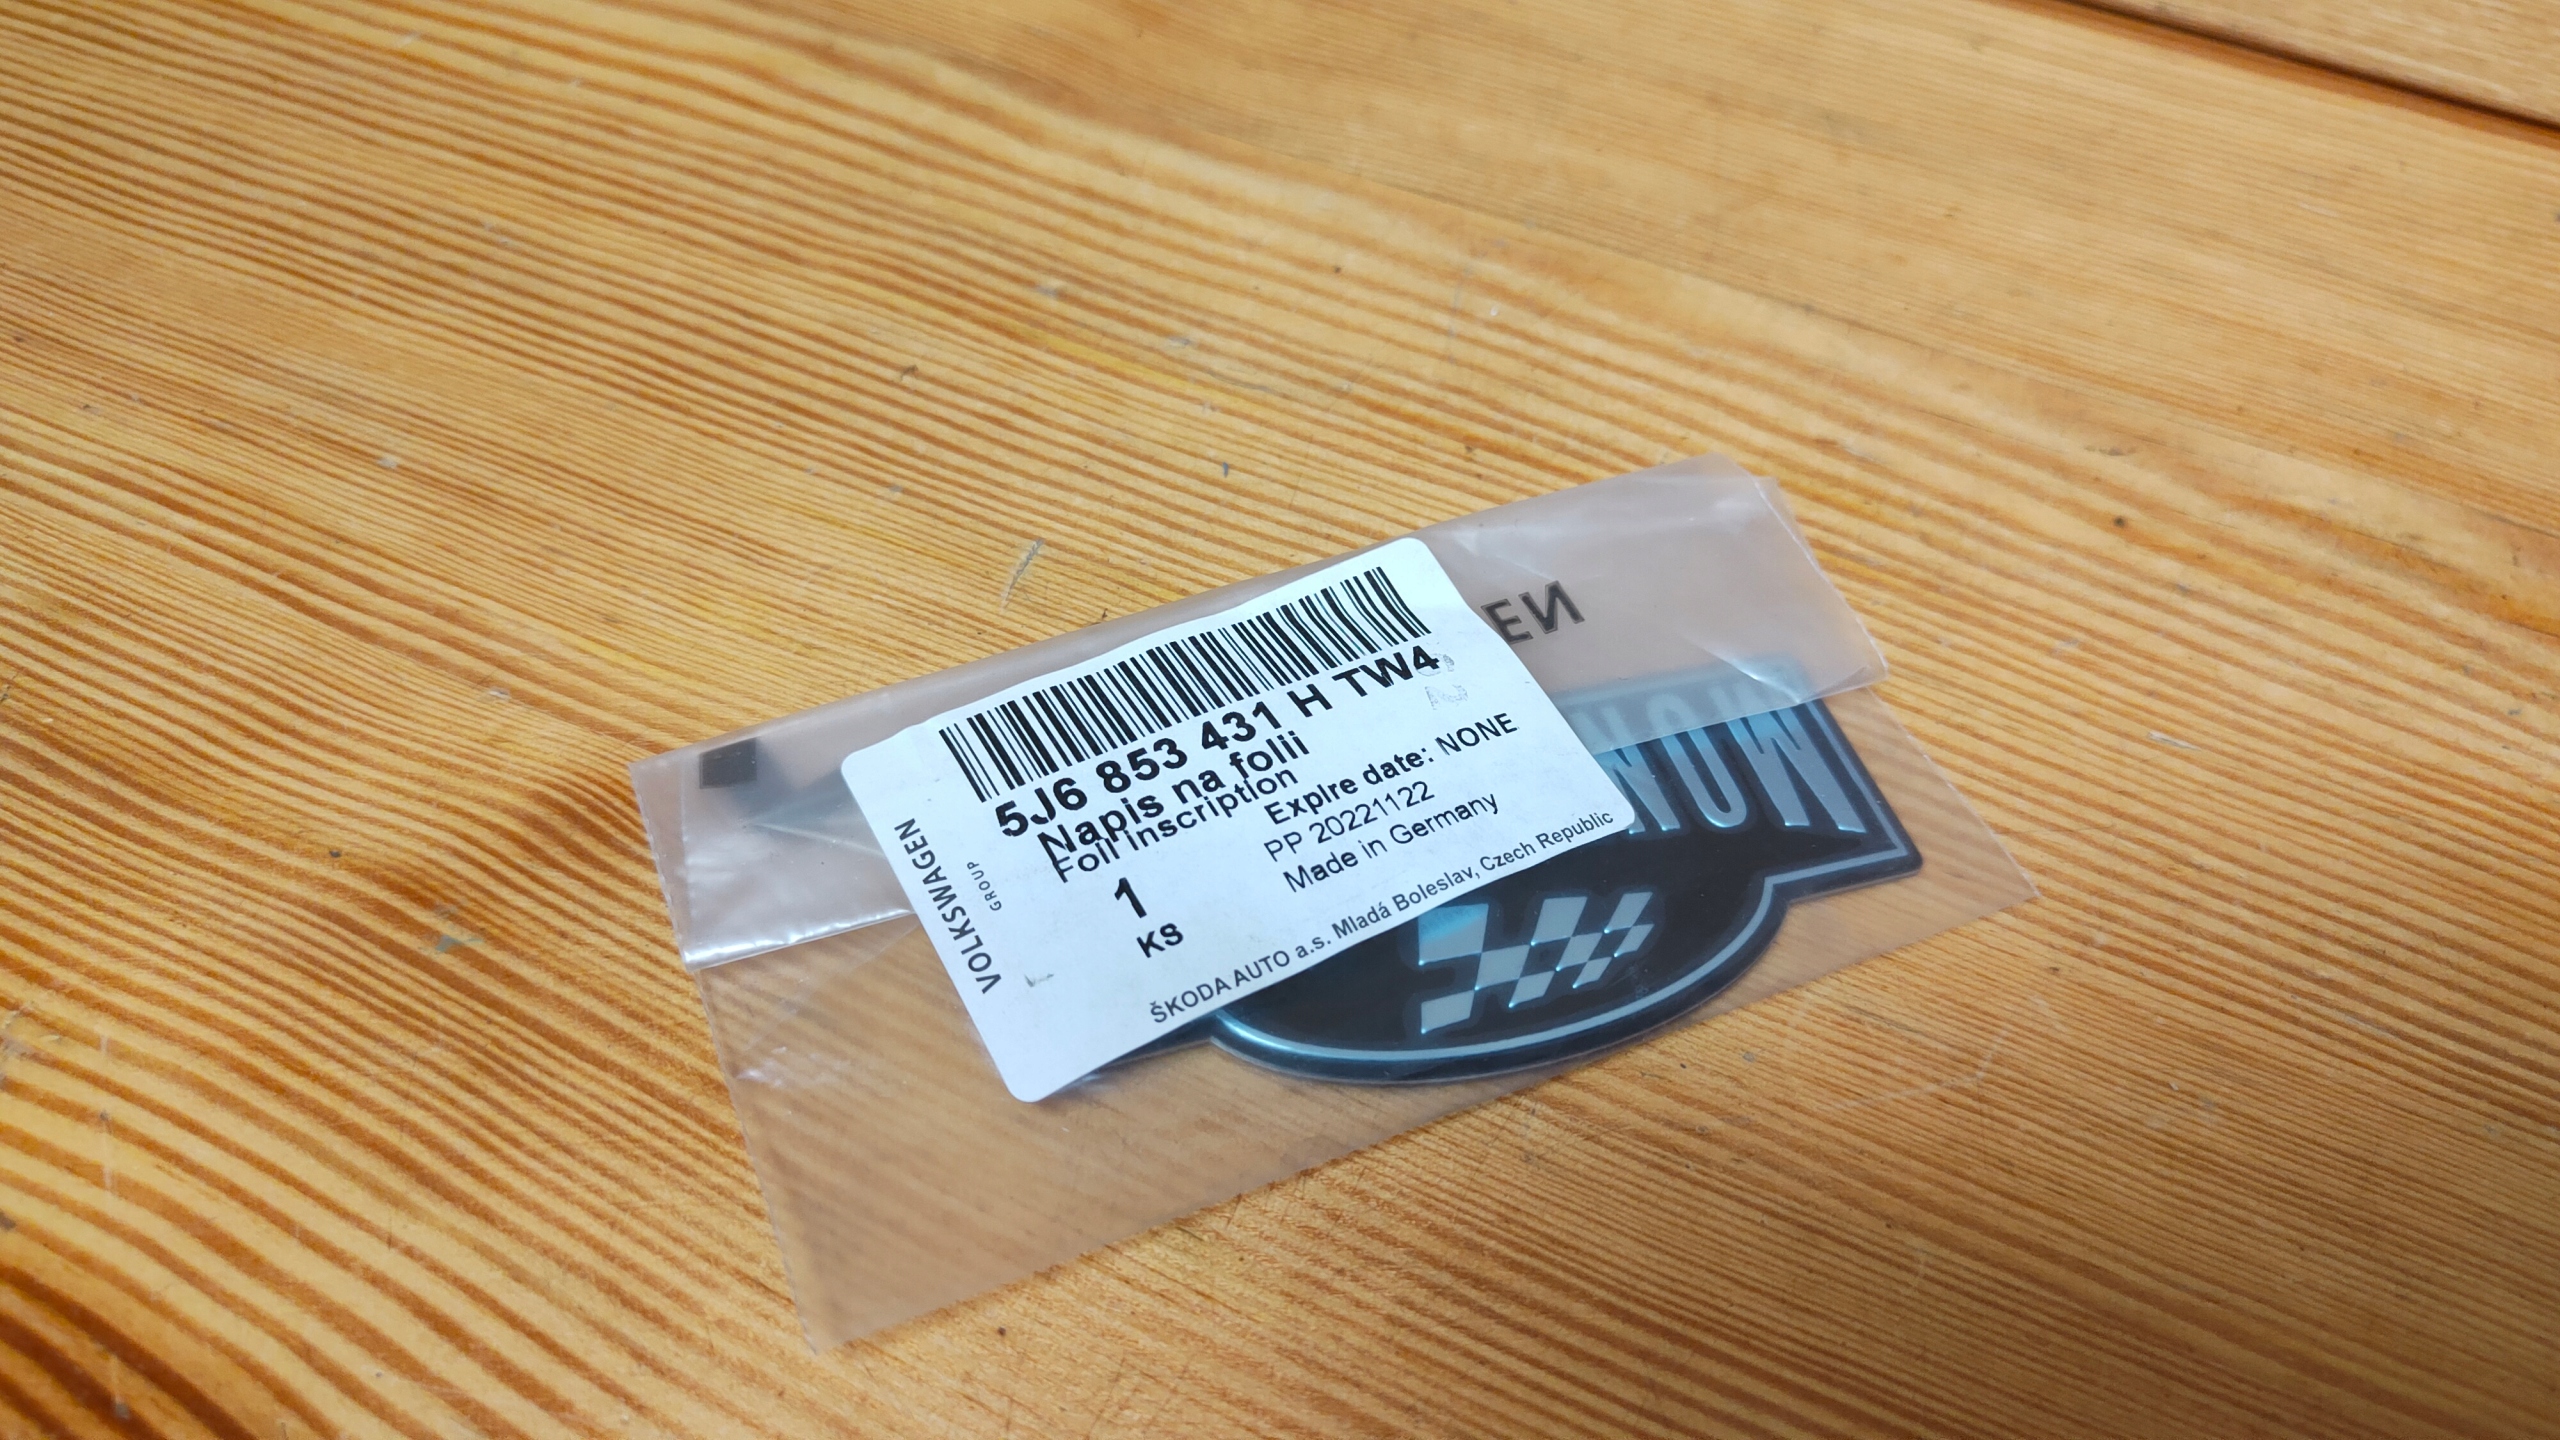 5J6 853 431 H TW4
Napis na folii
Foil inscription
Expire date: NONE
PP 20221122
Made in Germany
1
KS
ŠKODA AUTO a.s. Mladá Boleslav, Czech Republic
VOLKSWAGEN
GROUP